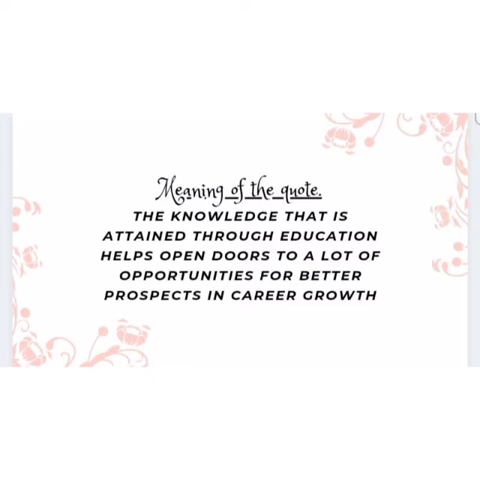 Meaning of the quote.
THE KNOWLEDGE THAT IS
ATTAINED THROUGH EDUCATION
HELPS OPEN DOORS TO A LOT OF
OPPORTUNITIES FOR BETTER
PROSPECTS IN CAREER GROWTH